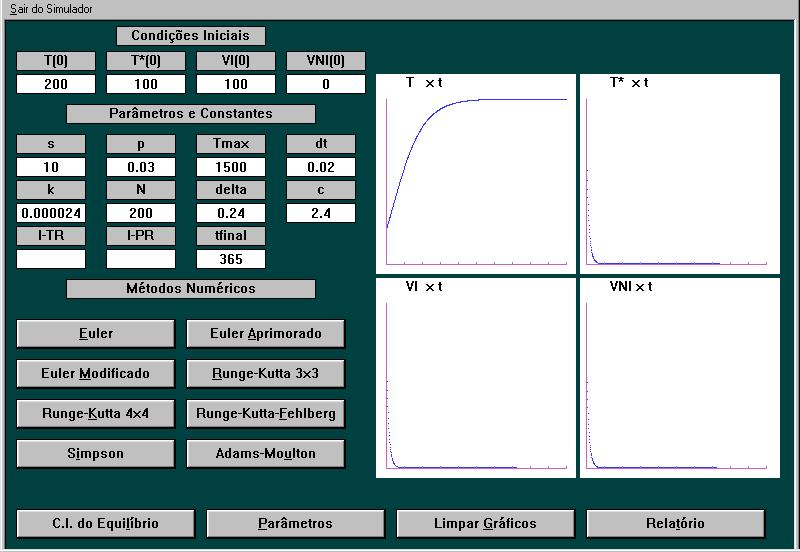 Sair do Simulador
Condições Iniciais
T(0) T*(0) VI(0) VNI(0)
200 100 100 0
Parâmetros e Constantes
s p Tmax dt
10 0.03 1500 0.02
k N delta c
0.000024 200 0.24 2.4
I-TR I-PR tfinal
365
Métodos Numéricos
Euler Euler Aprimorado
Euler Modificado Runge-Kutta 3x3
Runge-Kutta 4x4 Runge-Kutta-Fehlberg
Simpson Adams-Moulton
T x t T* x t
VI x t VNI x t
C.I. do Equilíbrio Parâmetros Limpar Gráficos Relatório